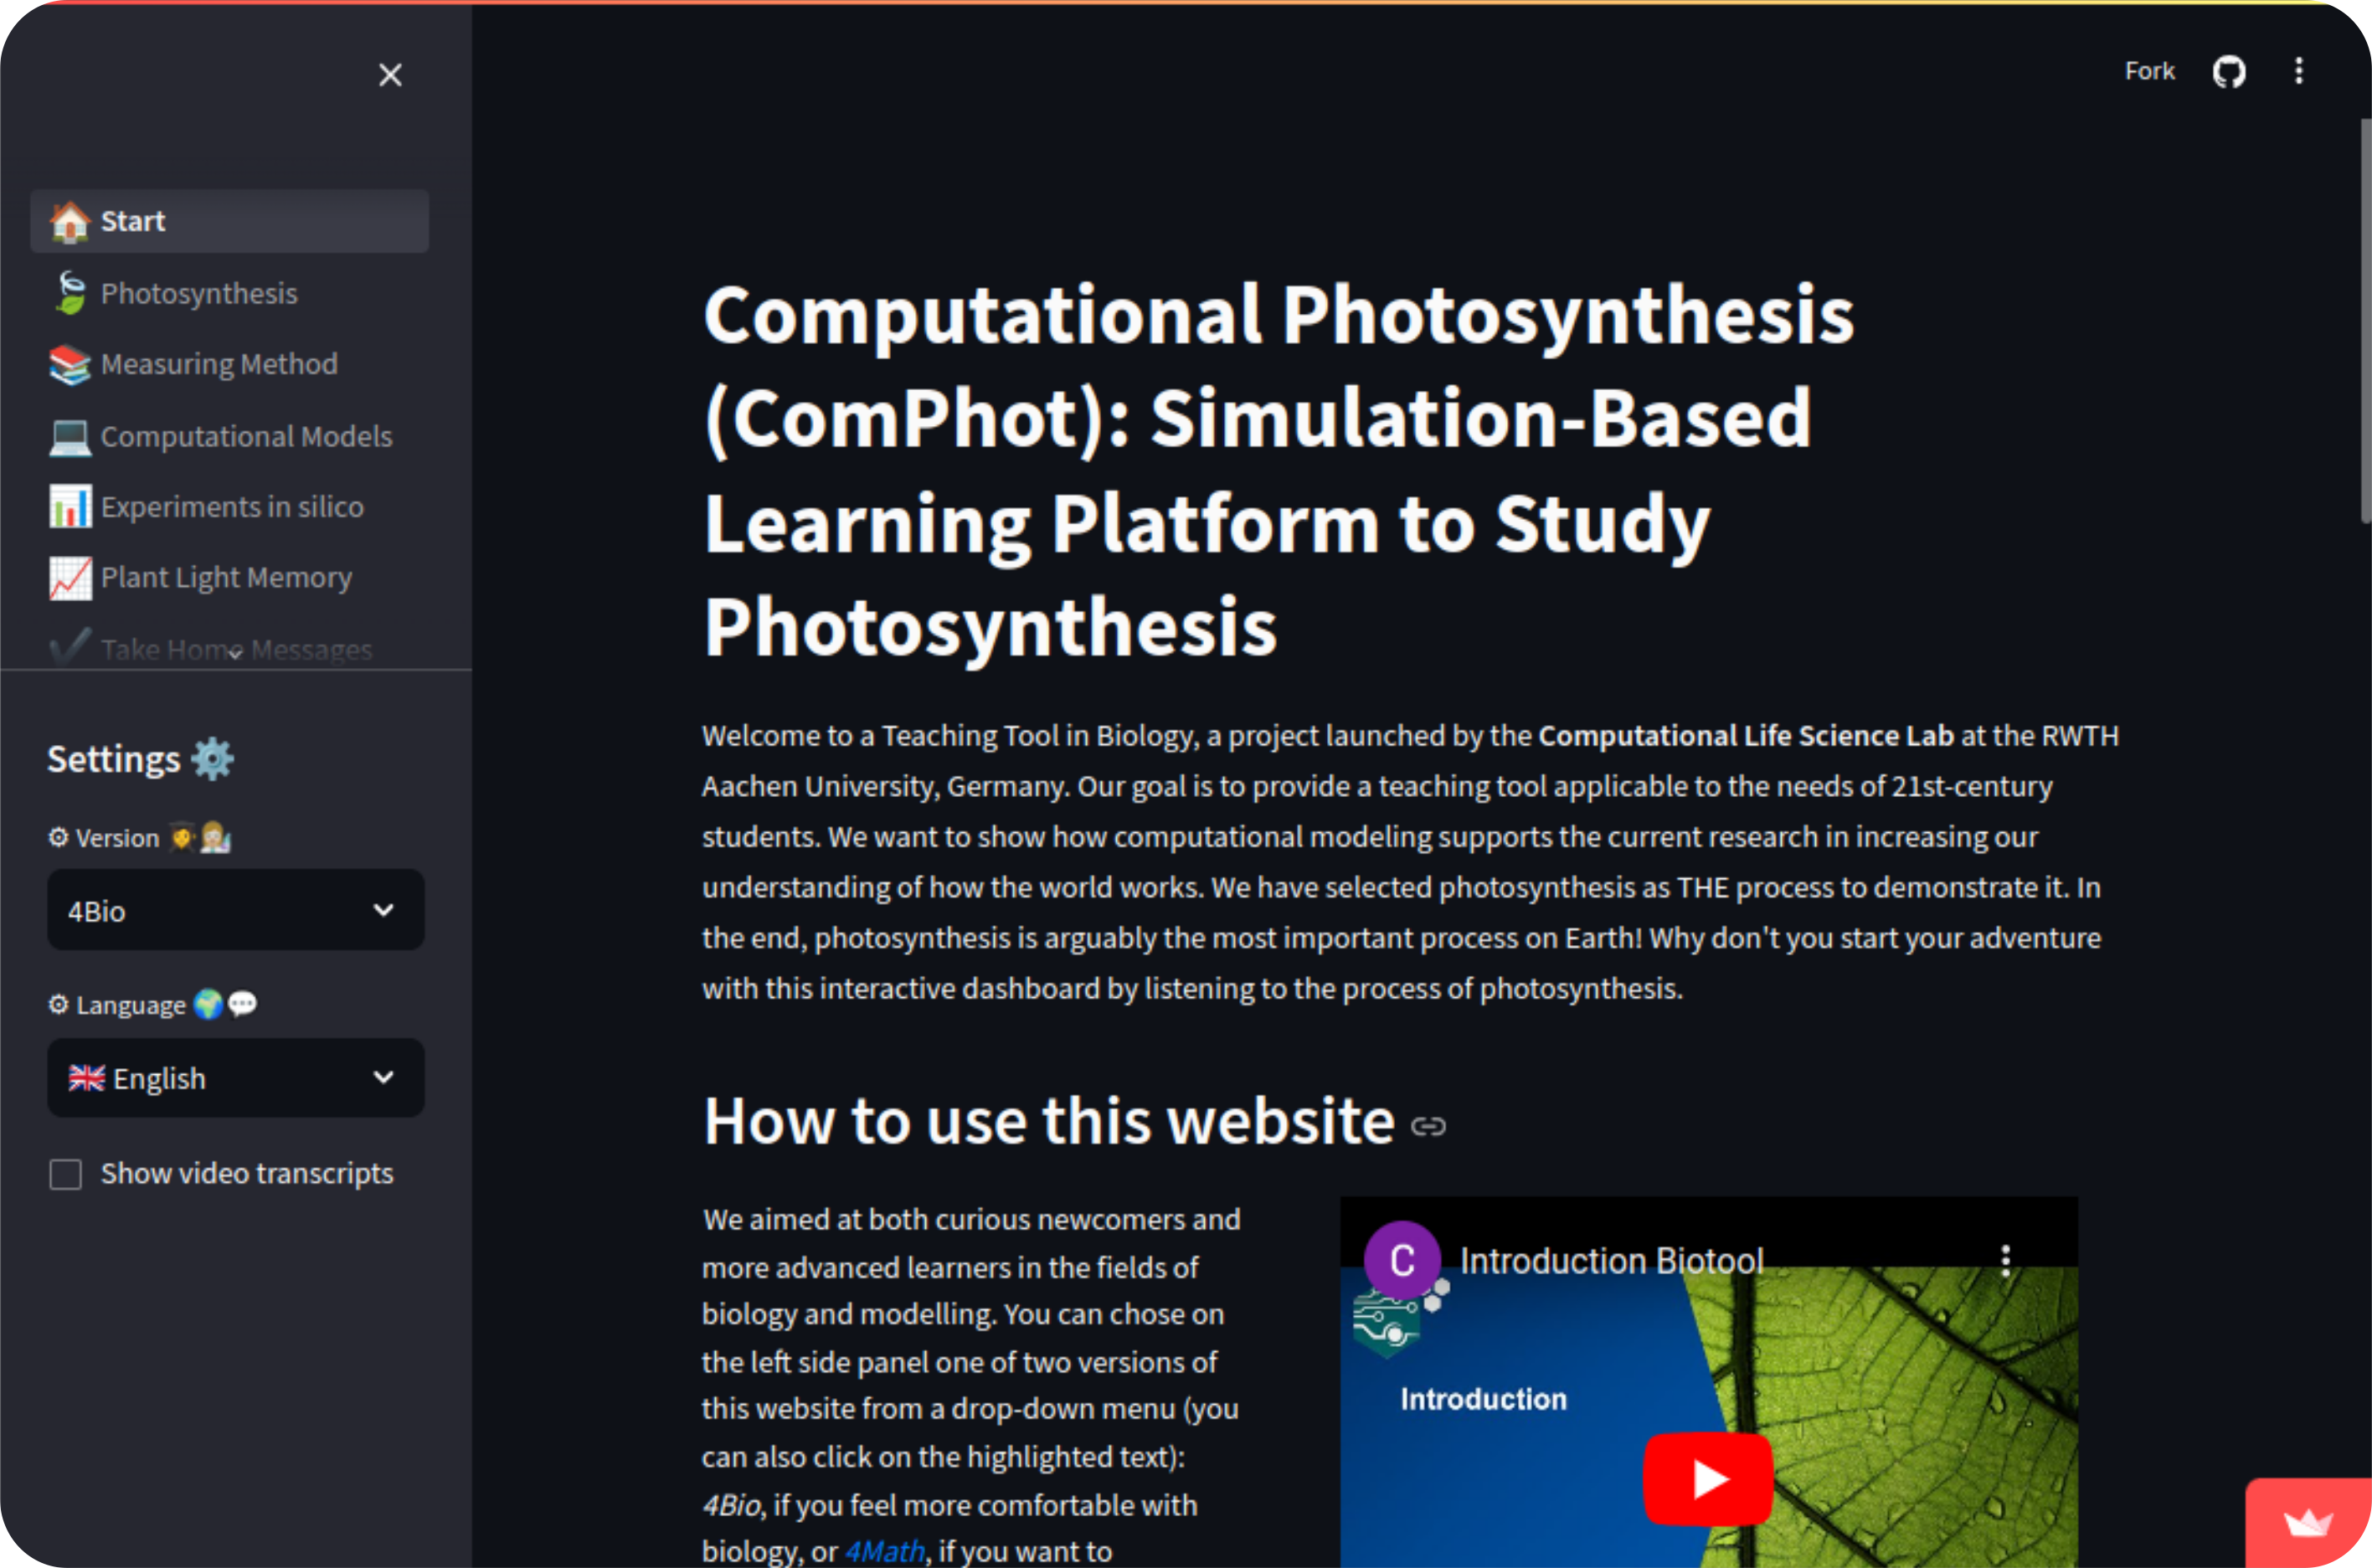 Fork
Start
Photosynthesis
Measuring Method
Computational Models
Experiments in silico
Plant Light Memory
Take Home Messages
Settings
Version
4Bio
Language
English
Show video transcripts
Computational Photosynthesis
(ComPhot): Simulation-Based
Learning Platform to Study
Photosynthesis
Welcome to a Teaching Tool in Biology, a project launched by the Computational Life Science Lab at the RWTH
Aachen University, Germany. Our goal is to provide a teaching tool applicable to the needs of 21st-century
students. We want to show how computational modeling supports the current research in increasing our
understanding of how the world works. We have selected photosynthesis as THE process to demonstrate it. In
the end, photosynthesis is arguably the most important process on Earth! Why don't you start your adventure
with this interactive dashboard by listening to the process of photosynthesis.
How to use this website
We aimed at both curious newcomers and
more advanced learners in the fields of
biology and modelling. You can chose on
the left side panel one of two versions of
this website from a drop-down menu (you
can also click on the highlighted text):
4Bio, if you feel more comfortable with
biology, or 4Math, if you want to
C Introduction Biotool
Introduction